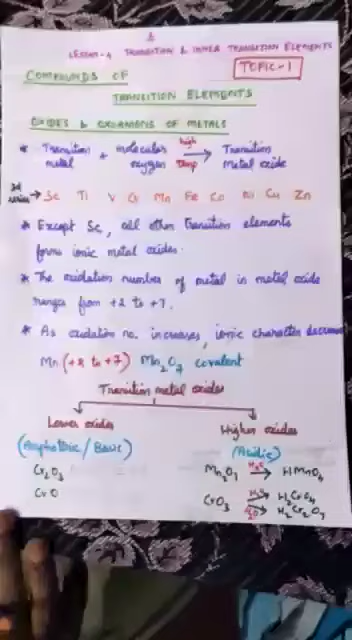 1
LESSON-4 TRANSITION & INNER TRANSITION ELEMENTS
TOPIC-1
COMPOUNDS OF
TRANSITION ELEMENTS
OXIDES & OXOANIONS OF METALS
* Transition metal + molecular oxygen high Temp → Transition Metal oxide
3d series → Sc Ti V Cr Mn Fe Co Ni Cu Zn
* Except Sc, all other transition elements
forms ionic metal oxides.
* The oxidation number of metal in metal oxide
ranges from +2 to +7.
* As oxidation no. increases, ionic character decreases
Mn (+2 to +7) Mn2O7 covalent
Transition metal oxides
Lower oxides Higher oxides
(Amphoteric / Basic) (Acidic)
Cr2O3 Mn2O7 H2O → HMnO4
CrO CrO3 H2O → H2CrO4
→ H2Cr2O7